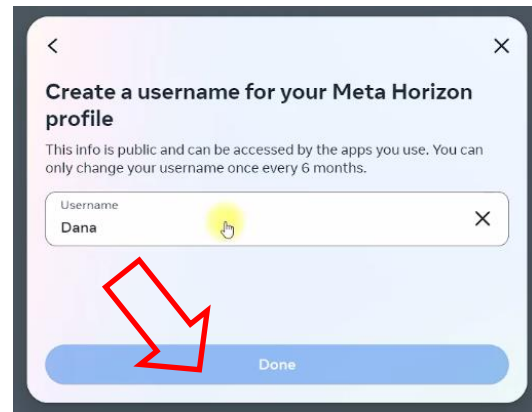 Create a username for your Meta Horizon
profile
This info is public and can be accessed by the apps you use. You can
only change your username once every 6 months.
Username
Dana
Done